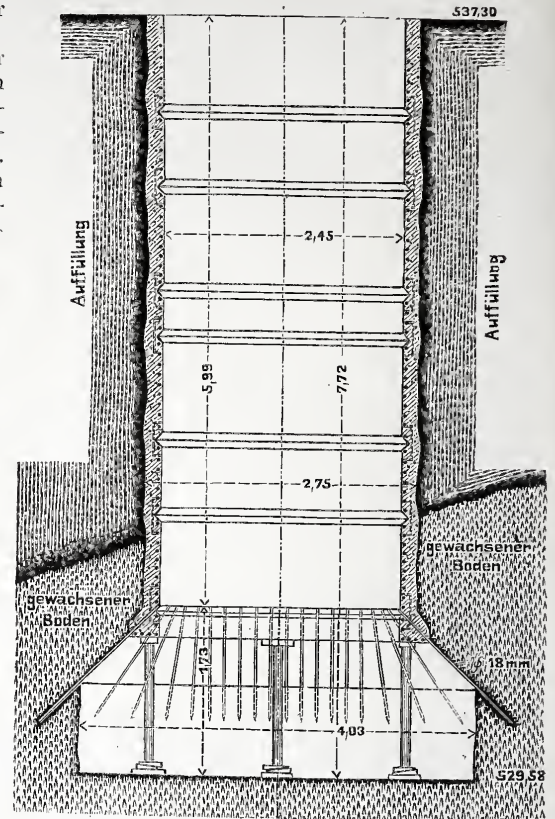 537,30
2,45
Auffüllung
Auffüllung
5,99
7,72
2,75
gewachsener
Boden
gewachsener
Boden
1,73
18 mm
4,03
529,58